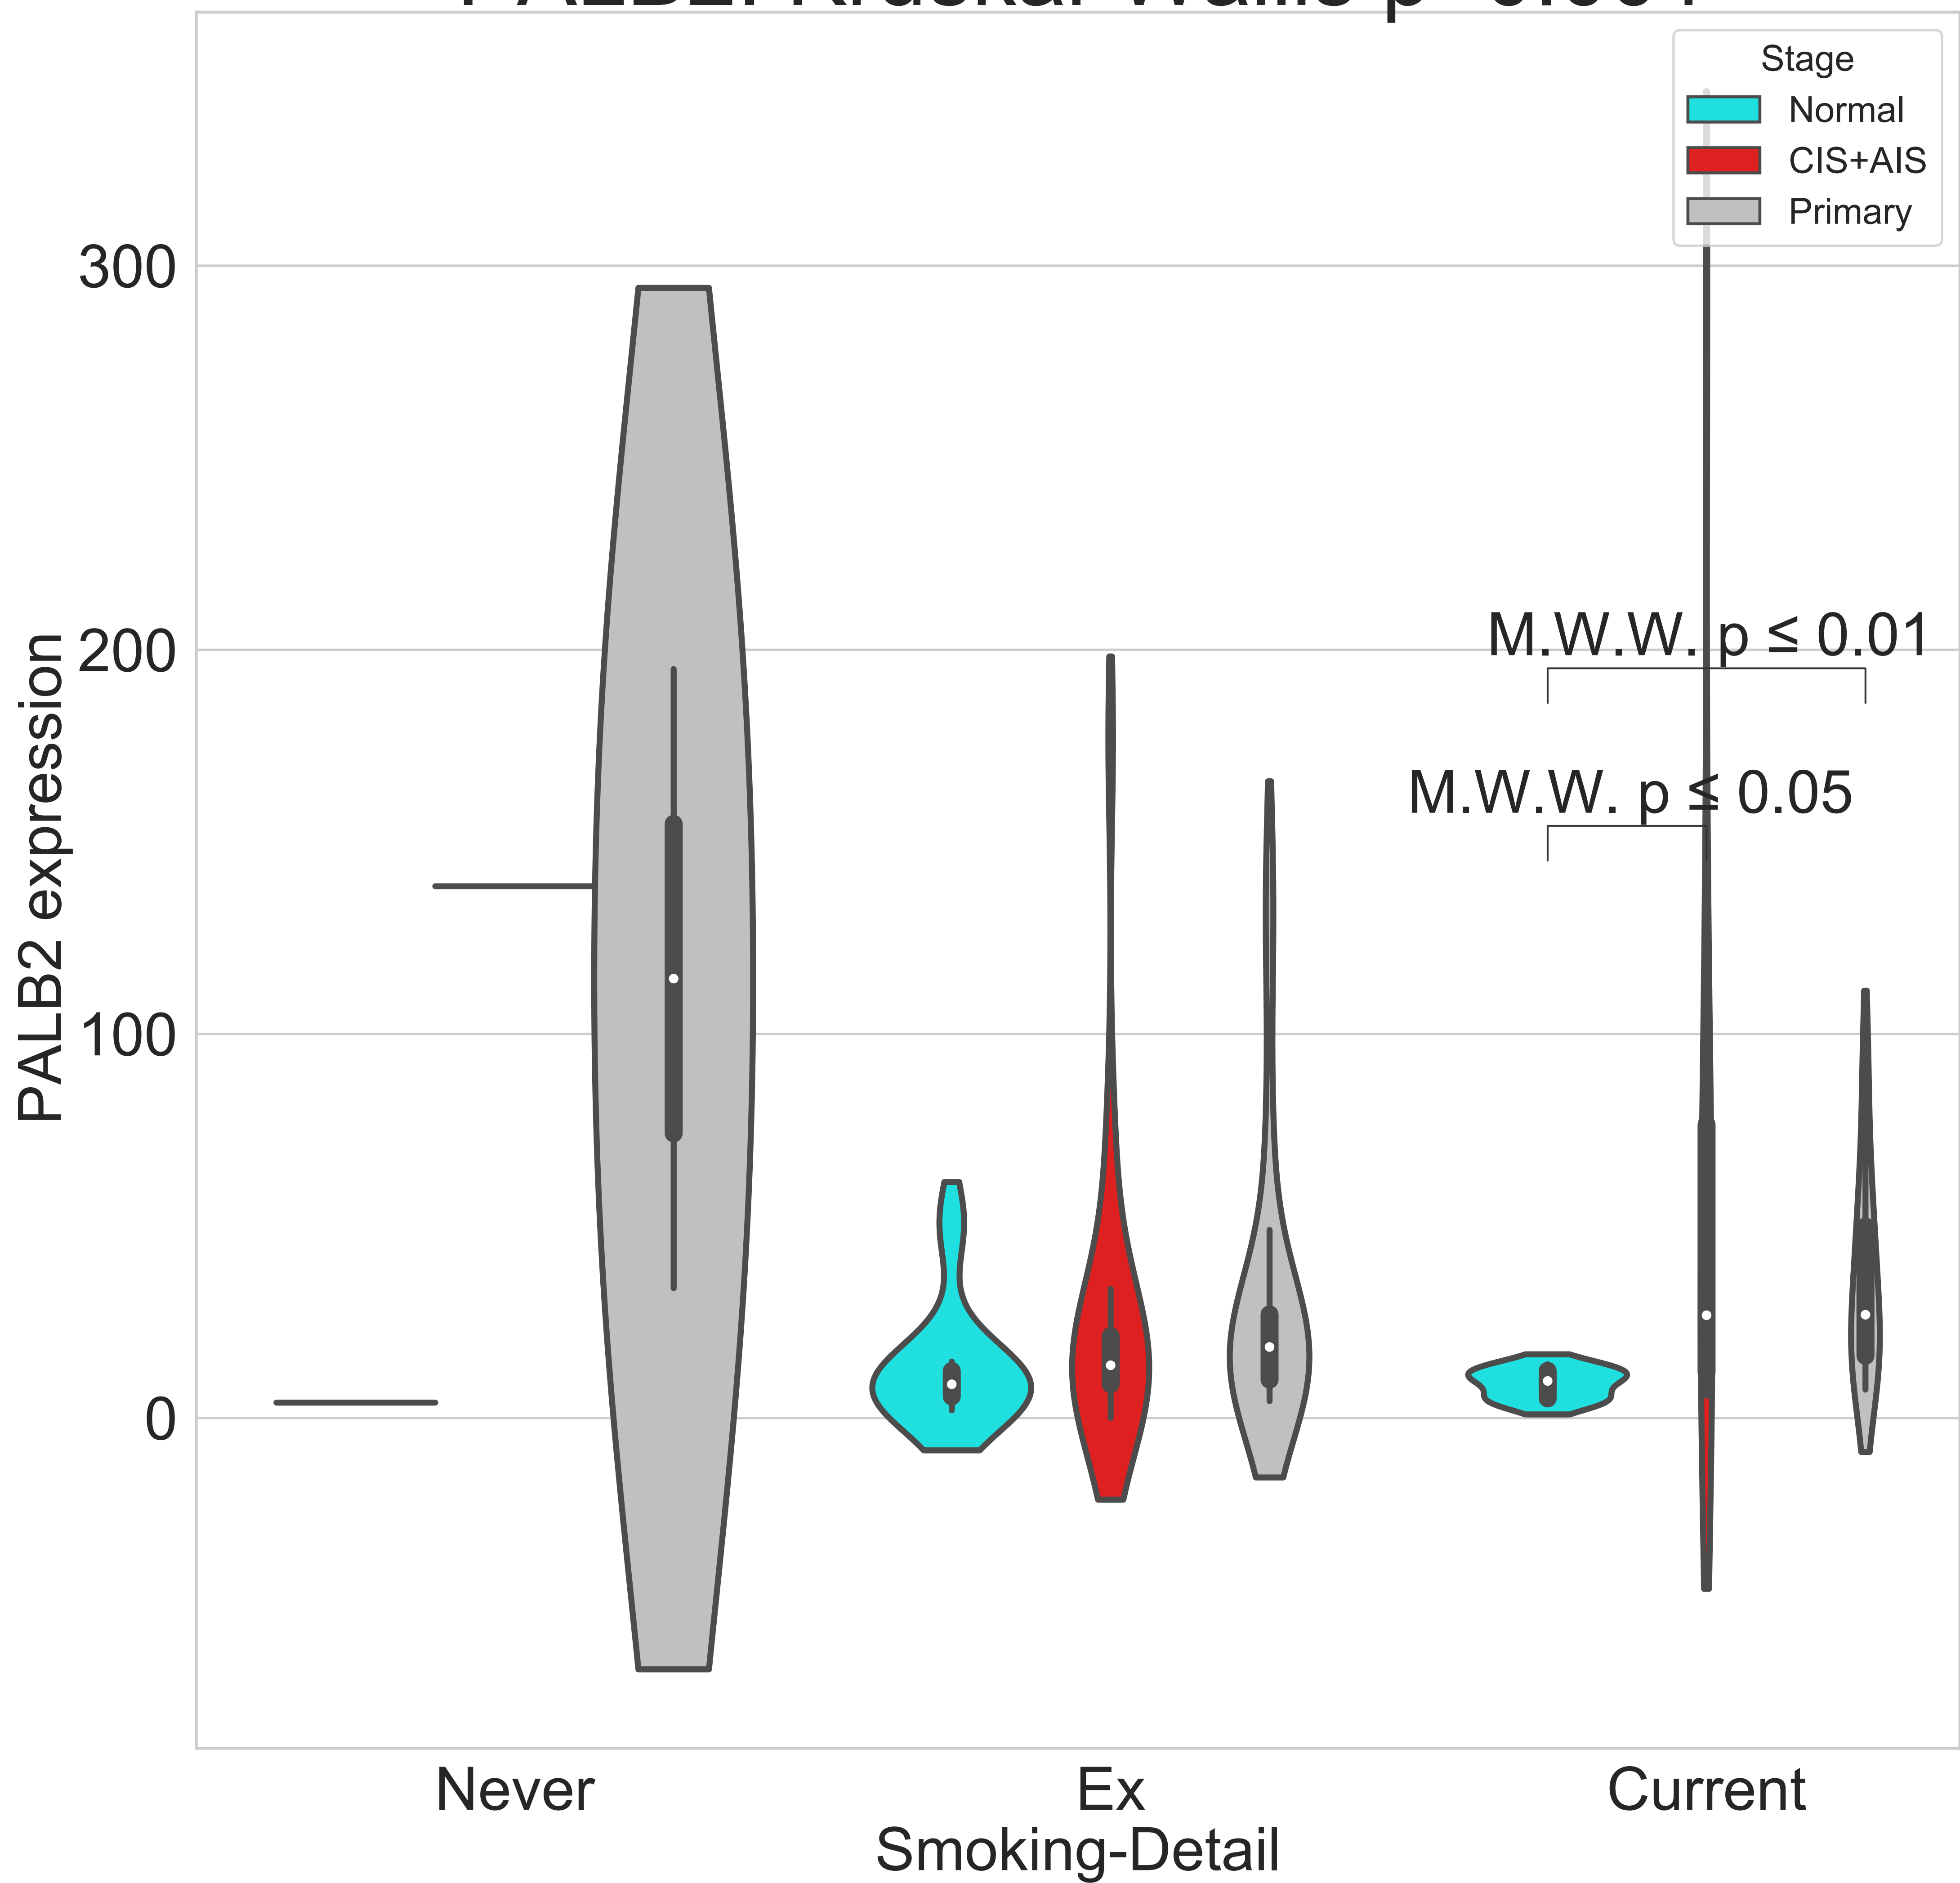 Stage
Normal
CIS+AIS
Primary
300
200
100
0
PALB2 expression
M.W.W. p ≤ 0.01
M.W.W. p ≤ 0.05
Never
Ex
Current
Smoking-Detail